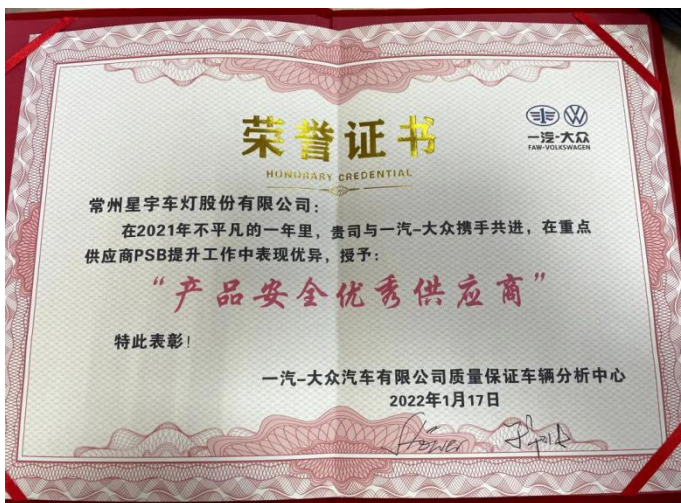 荣誉证书
HONORARY CREDENTIAL
一汽-大众
FAW-VOLKSWAGEN
常州星宇车灯股份有限公司：
在2021年不平凡的一年里，贵司与一汽-大众携手共进，在重点
供应商PSB提升工作中表现优异，授予：
“产品安全优秀供应商”
特此表彰！
一汽-大众汽车有限公司质量保证车辆分析中心
2022年1月17日